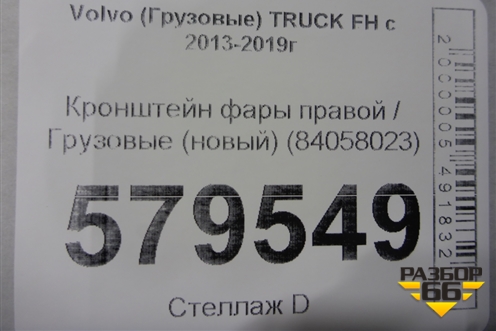 Volvo (Грузовые) TRUCK FH с
2013-2019г
Кронштейн фары правой /
Грузовые (новый) (84058023)
579549
Стеллаж D
2000005491832
РАЗБОР
66